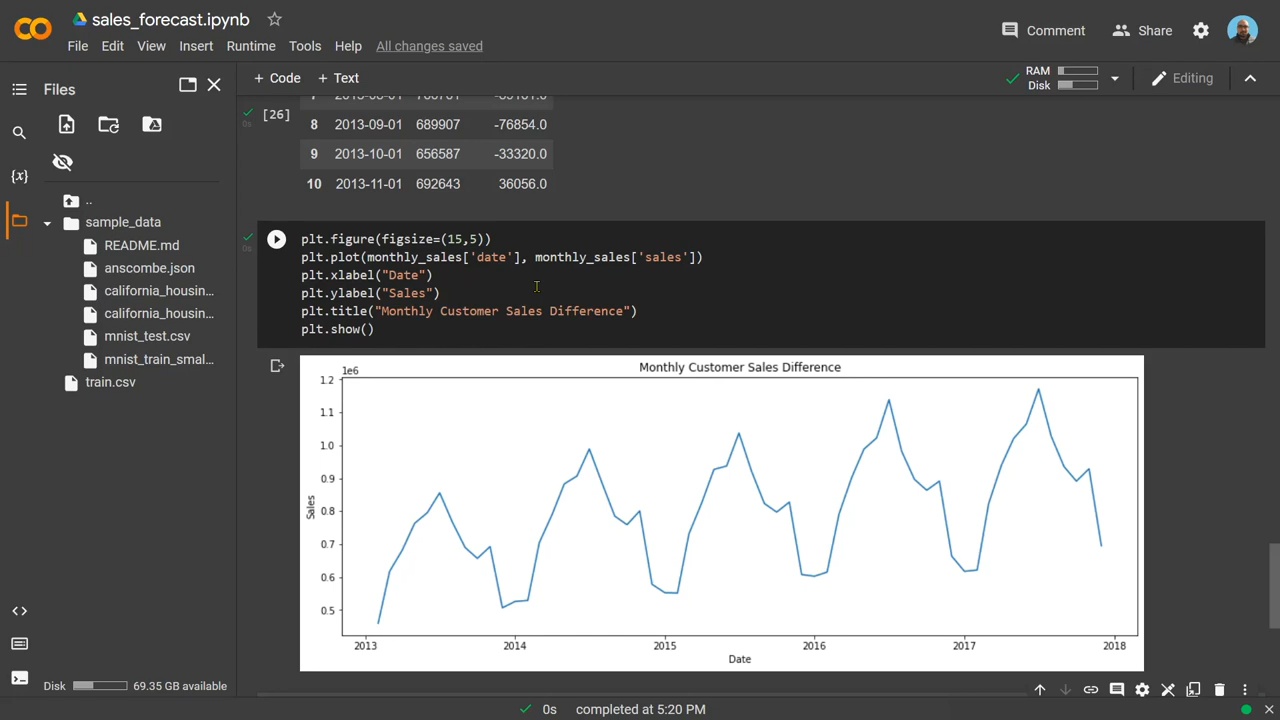 sales_forecast.ipynb
File Edit View Insert Runtime Tools Help All changes saved
Comment Share
Files
+ Code + Text
RAM
Disk
Editing
[26]
8 2013-09-01 689907 -76854.0
9 2013-10-01 656587 -33320.0
10 2013-11-01 692643 36056.0
{x}
..
sample_data
README.md
anscombe.json
california_housin...
california_housin...
mnist_test.csv
mnist_train_smal...
train.csv
plt.figure(figsize=(15,5))
plt.plot(monthly_sales['date'], monthly_sales['sales'])
plt.xlabel("Date")
plt.ylabel("Sales")
plt.title("Monthly Customer Sales Difference")
plt.show()
Monthly Customer Sales Difference
1e6
1.2
1.1
1.0
0.9
0.8
0.7
0.6
0.5
Sales
2013 2014 2015 2016 2017 2018
Date
Disk 69.35 GB available
0s completed at 5:20 PM